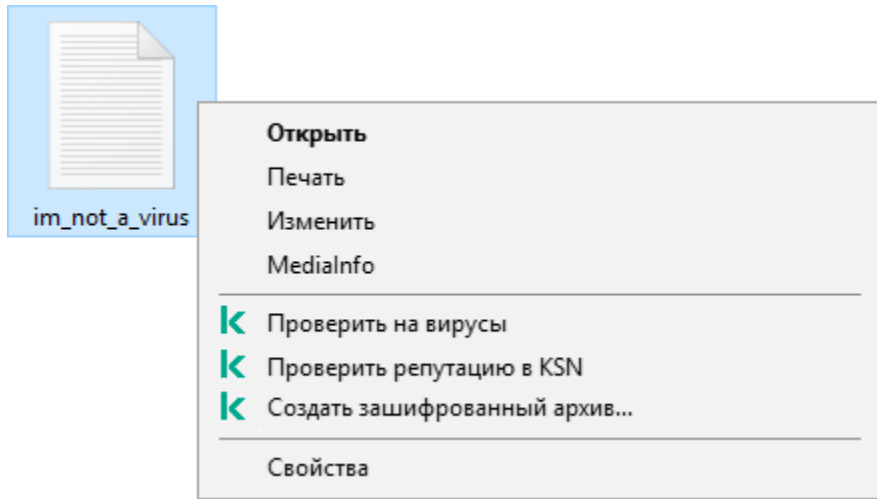 im_not_a_virus
Открыть
Печать
Изменить
MediaInfo
Проверить на вирусы
Проверить репутацию в KSN
Создать зашифрованный архив...
Свойства